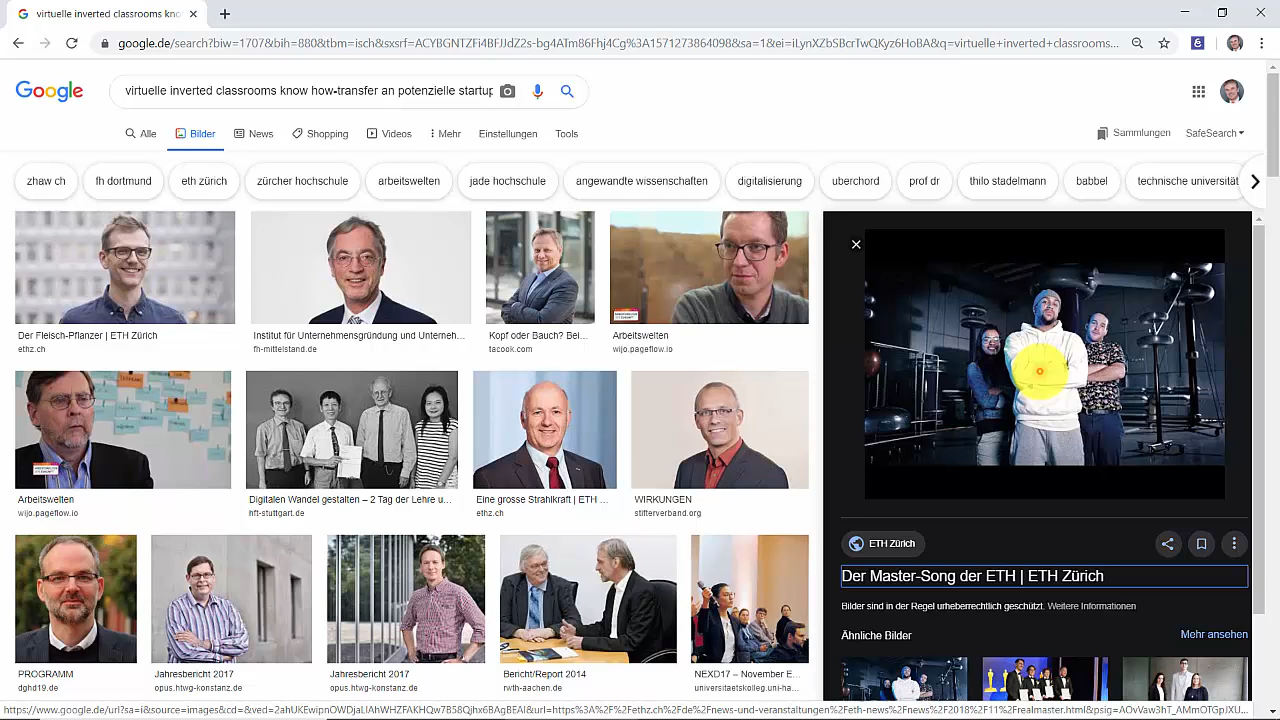 virtuelle inverted classrooms kno
google.de/search?biw=1707&bih=880&tbm=isch&sxsrf=ACYBGNTZFi4BFJJdZ2s-bg4ATm86Fhj4Cg%3A1571273864098&sa=1&ei=iLynXZbSBcrTwQKyz6HoBA&q=virtuelle+inverted+classrooms...
Google
virtuelle inverted classrooms know how-transfer an potenzielle startup
Alle
Bilder
News
Shopping
Videos
Mehr
Einstellungen
Tools
Sammlungen
SafeSearch
zhaw ch
fh dortmund
eth zürich
zürcher hochschule
arbeitswelten
jade hochschule
angewandte wissenschaften
digitalisierung
uberchord
prof dr
thilo stadelmann
babbel
technische universität
Der Fleisch-Pflanzer | ETH Zürich
ethz.ch
Institut für Unternehmensgründung und Unterneh...
fh-mittelstand.de
Kopf oder Bauch? Bei...
tacook.com
Arbeitswelten
wijo.pageflow.io
Arbeitswelten
wijo.pageflow.io
Digitalen Wandel gestalten – 2 Tag der Lehre u...
hft-stuttgart.de
Eine grosse Strahlkraft | ETH ...
ethz.ch
WIRKUNGEN
stifterverband.org
PROGRAMM
dghd19.de
Jahresbericht 2017
opus.htwg-konstanz.de
Jahresbericht 2017
opus.htwg-konstanz.de
Bericht/Report 2014
rwth-aachen.de
NEXD17 – November E...
universitaetskolleg.uni-ha...
ETH Zürich
Der Master-Song der ETH | ETH Zürich
Bilder sind in der Regel urheberrechtlich geschützt. Weitere Informationen
Ähnliche Bilder
Mehr ansehen